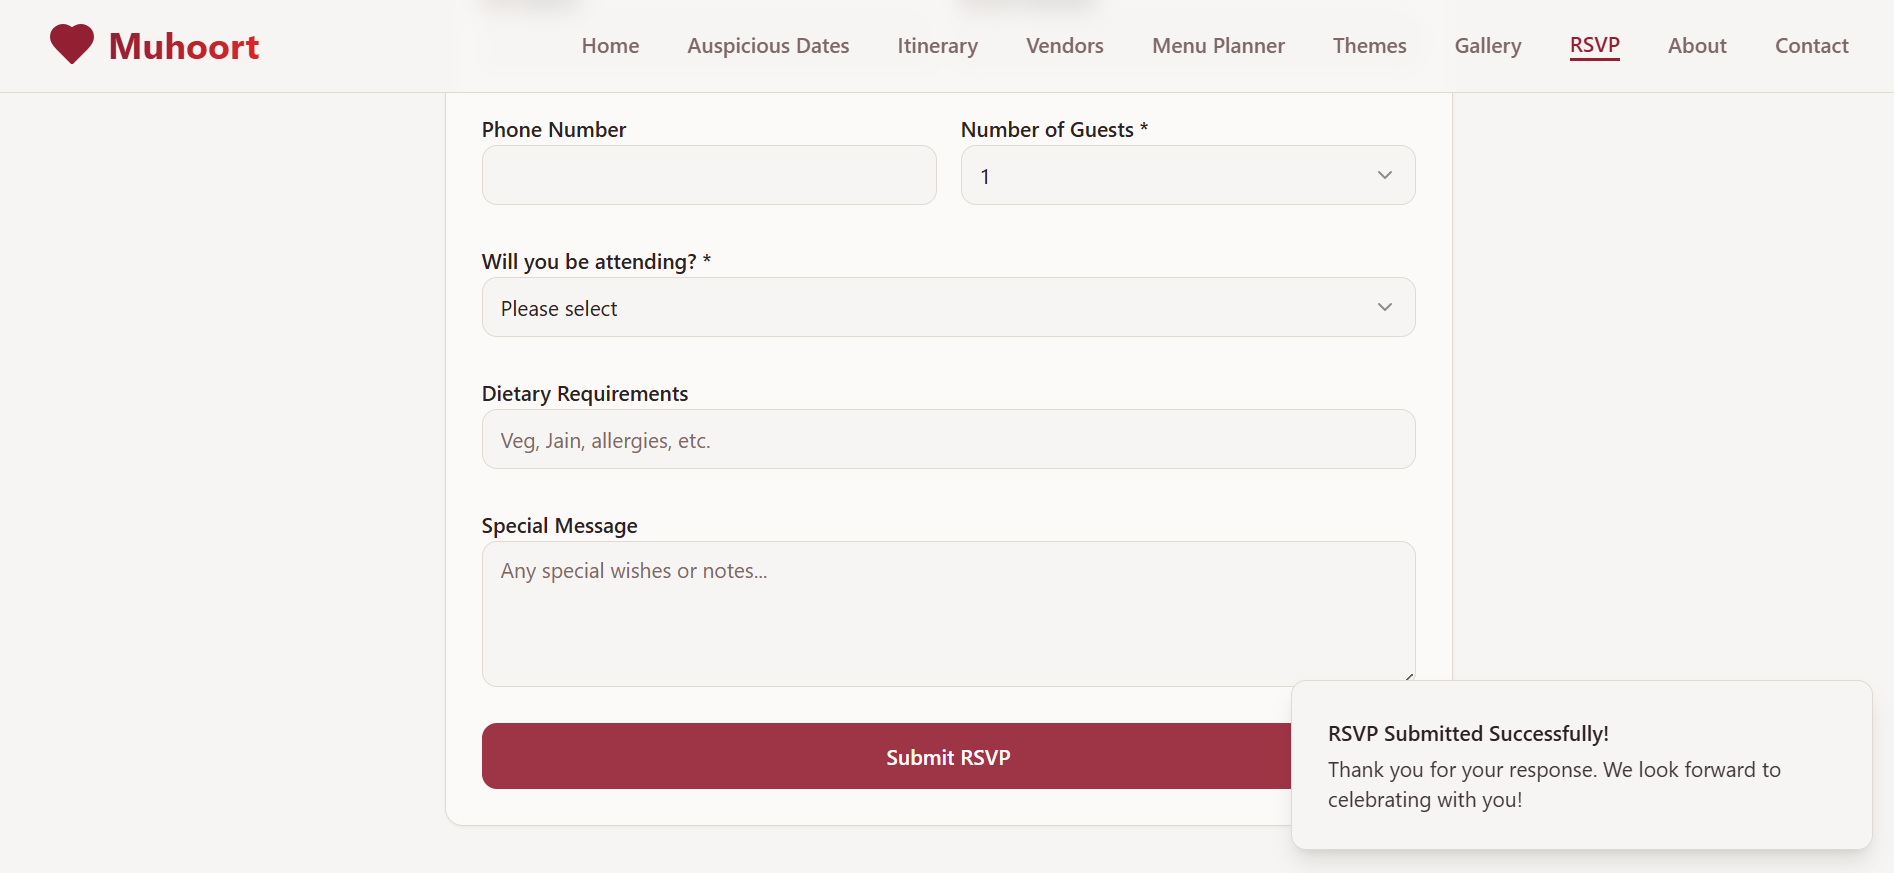 Muhoort
Home Auspicious Dates Itinerary Vendors Menu Planner Themes Gallery RSVP About Contact
Phone Number
Number of Guests *
1
Will you be attending? *
Please select
Dietary Requirements
Veg, Jain, allergies, etc.
Special Message
Any special wishes or notes...
Submit RSVP
RSVP Submitted Successfully!
Thank you for your response. We look forward to
celebrating with you!